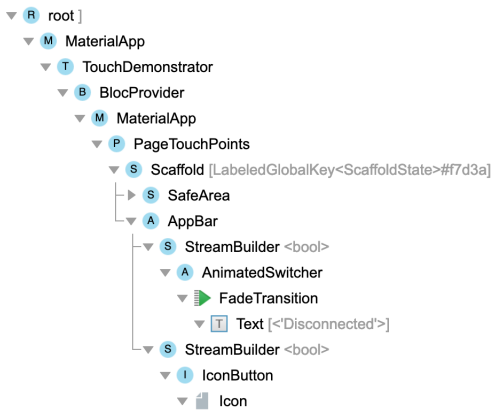 R root ]
M MaterialApp
T TouchDemonstrator
B BlocProvider
M MaterialApp
P PageTouchPoints
S Scaffold [LabeledGlobalKey<ScaffoldState>#f7d3a]
S SafeArea
A AppBar
S StreamBuilder <bool>
A AnimatedSwitcher
FadeTransition
T Text [<'Disconnected'>]
S StreamBuilder <bool>
I IconButton
Icon